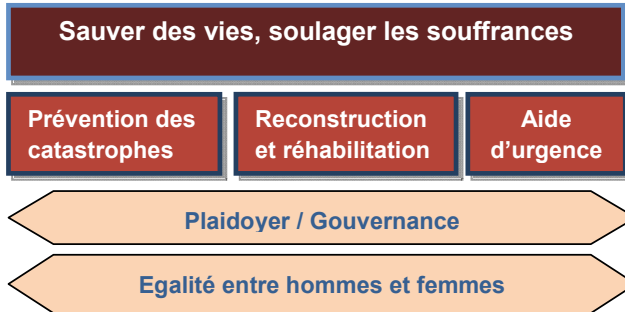 Sauver des vies, soulager les souffrances
Prévention des
catastrophes
Reconstruction
et réhabilitation
Aide
d'urgence
Plaidoyer / Gouvernance
Egalité entre hommes et femmes